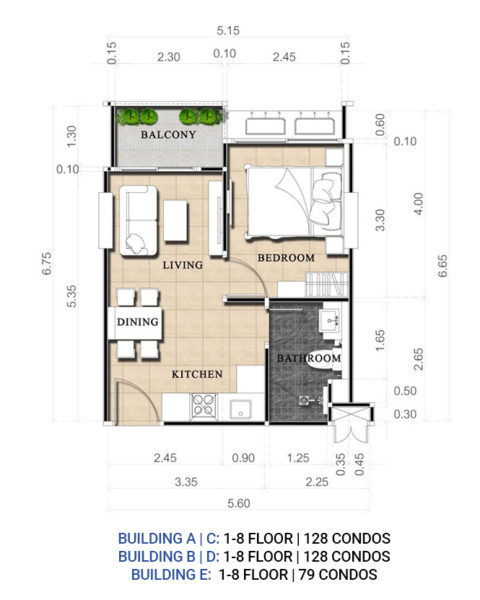 5.15
0.15 2.30 0.10 2.45 0.15
BALCONY
1.30
0.60
0.10
0.10
3.30
4.00
LIVING
BEDROOM
6.75
6.65
5.35
DINING
BATHROOM
1.65
2.65
KITCHEN
0.50
0.30
2.45 0.90 1.25 0.35 0.45
3.35 2.25
5.60
BUILDING A | C: 1-8 FLOOR | 128 CONDOS
BUILDING B | D: 1-8 FLOOR | 128 CONDOS
BUILDING E: 1-8 FLOOR | 79 CONDOS